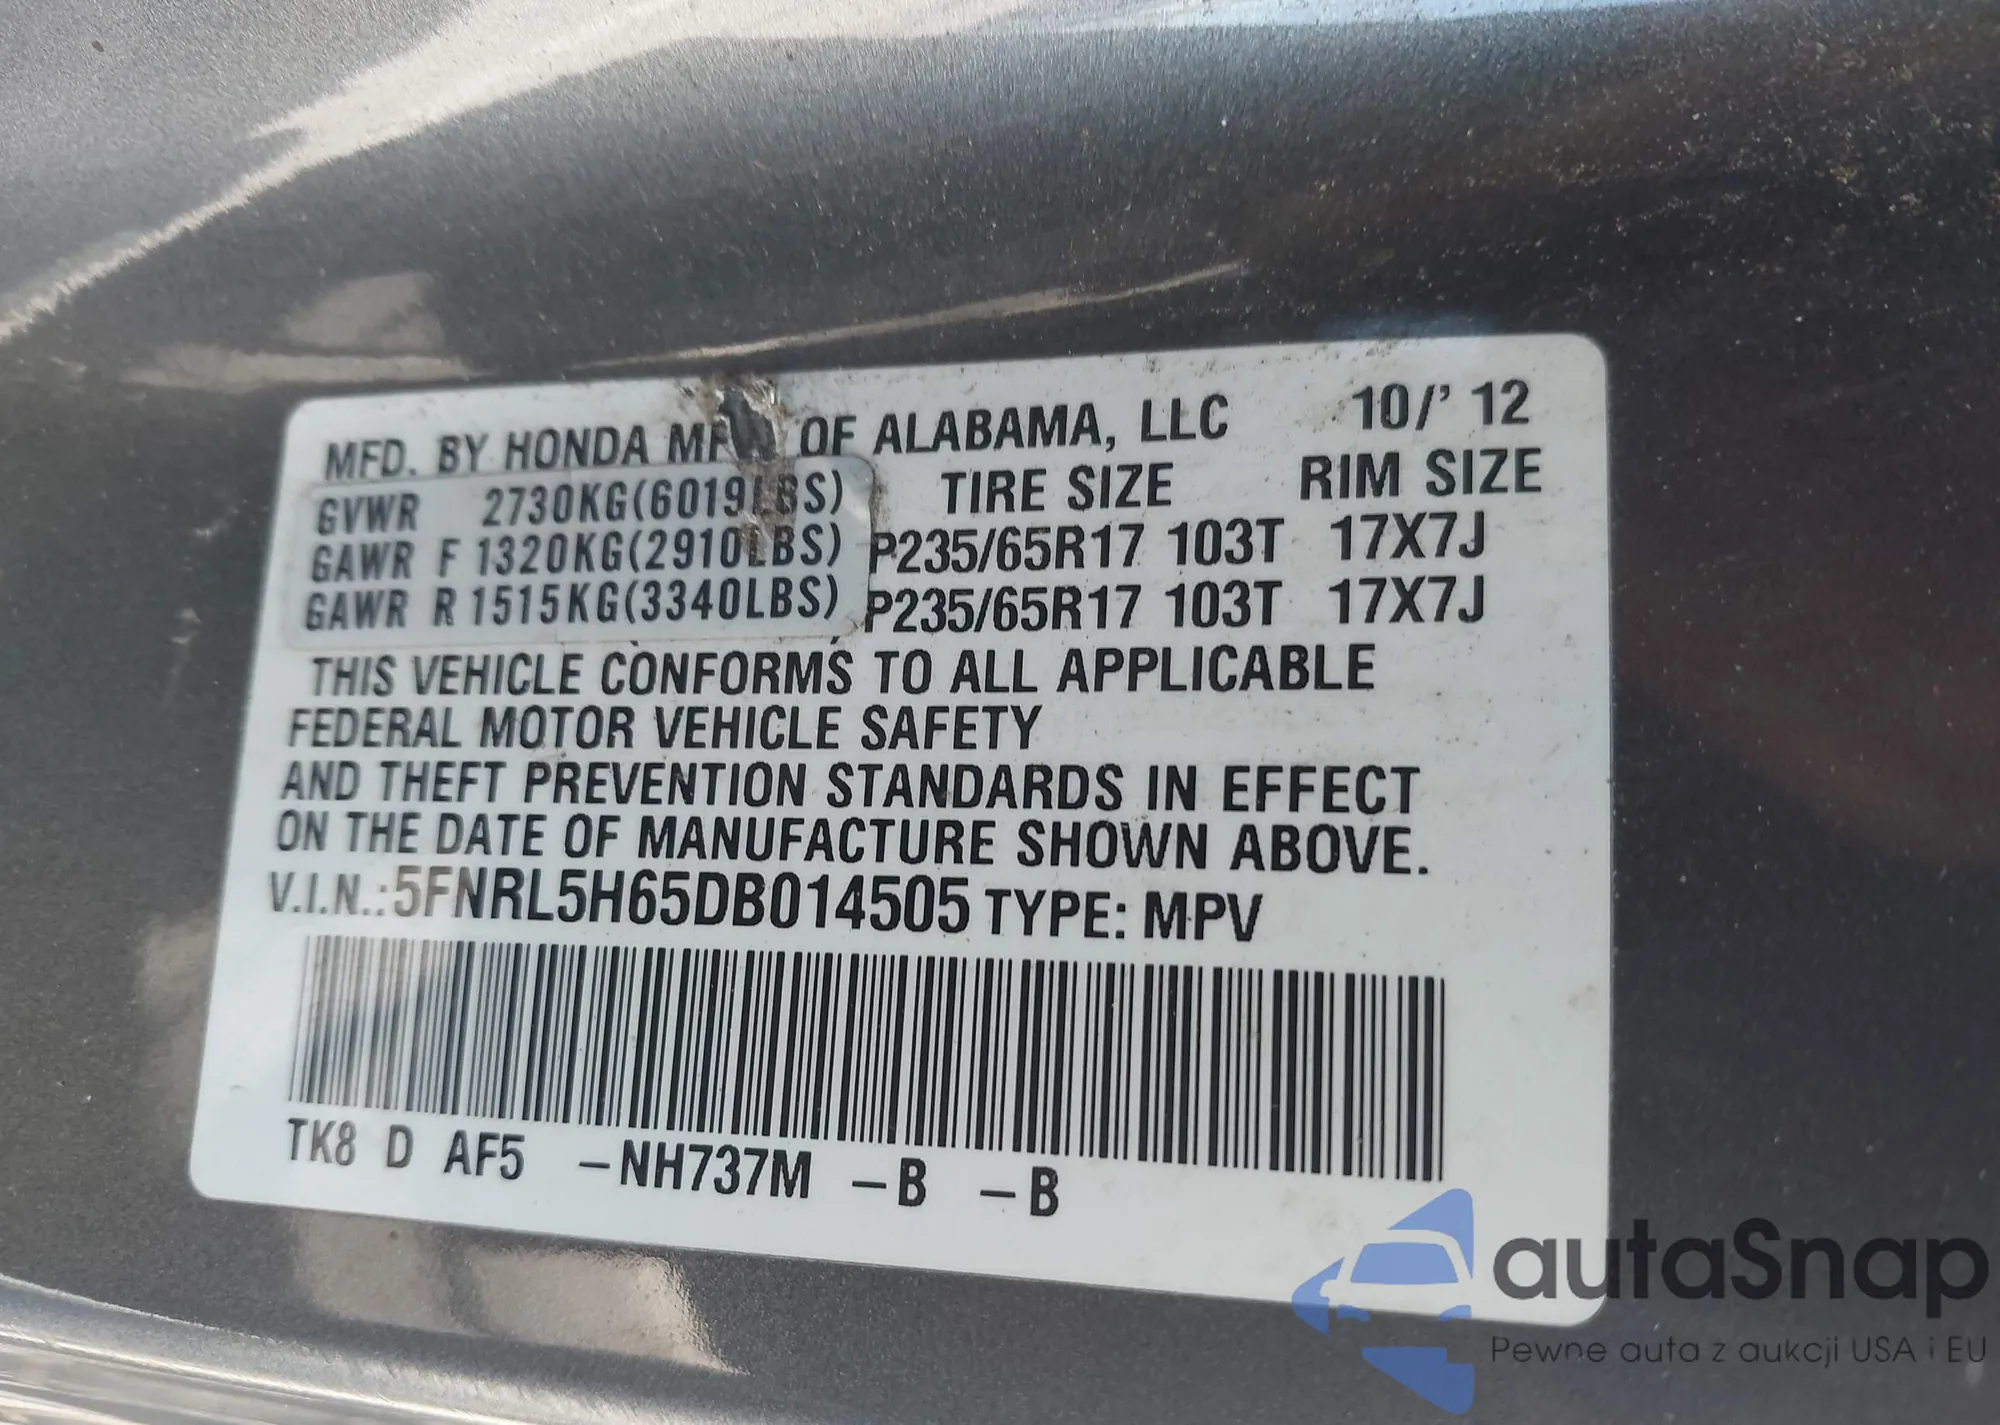 MFD. BY HONDA OF ALABAMA, LLC 10/' 12
TIRE SIZE RIM SIZE
GVWR 2730KG(6019LBS)
GAWR F 1320KG(2910LBS) P235/65R17 103T 17X7J
GAWR R 1515KG(3340LBS) P235/65R17 103T 17X7J
THIS VEHICLE CONFORMS TO ALL APPLICABLE
FEDERAL MOTOR VEHICLE SAFETY
AND THEFT PREVENTION STANDARDS IN EFFECT
ON THE DATE OF MANUFACTURE SHOWN ABOVE.
V.I.N.:5FNRL5H65DB014505 TYPE: MPV
TK8 D AF5 –NH737M –B –B
autaSnap
Pewne auta z aukcji USA i EU